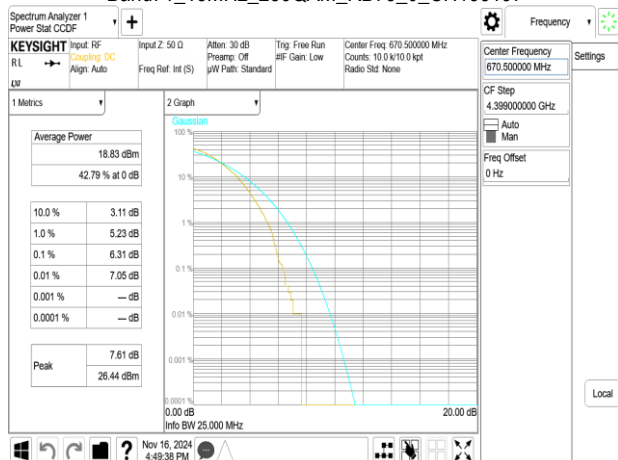 Spectrum Analyzer 1
Power Stat CCDF
+
Frequency
KEYSIGHT
RL
LXI
Input: RF
Coupling: DC
Align: Auto
Input Z: 50 Ω
Freq Ref: Int (S)
Atten: 30 dB
Preamp: Off
µW Path: Standard
Trig: Free Run
#IF Gain: Low
Center Freq: 670.500000 MHz
Counts: 10.0 k/10.0 kpt
Radio Std: None
Center Frequency
670.500000 MHz
Settings
CF Step
4.399000000 GHz
Auto
Man
Freq Offset
0 Hz
Local
1 Metrics
Average Power
18.83 dBm
42.79 % at 0 dB
10.0 % 3.11 dB
1.0 % 5.23 dB
0.1 % 6.31 dB
0.01 % 7.05 dB
0.001 % --- dB
0.0001 % --- dB
Peak 7.61 dB
26.44 dBm
2 Graph
Gaussian
100 %
10 %
1 %
0.1 %
0.01 %
0.001 %
0.0001 %
0.00 dB 20.00 dB
Info BW 25.000 MHz
?
Nov 16, 2024
4:49:38 PM